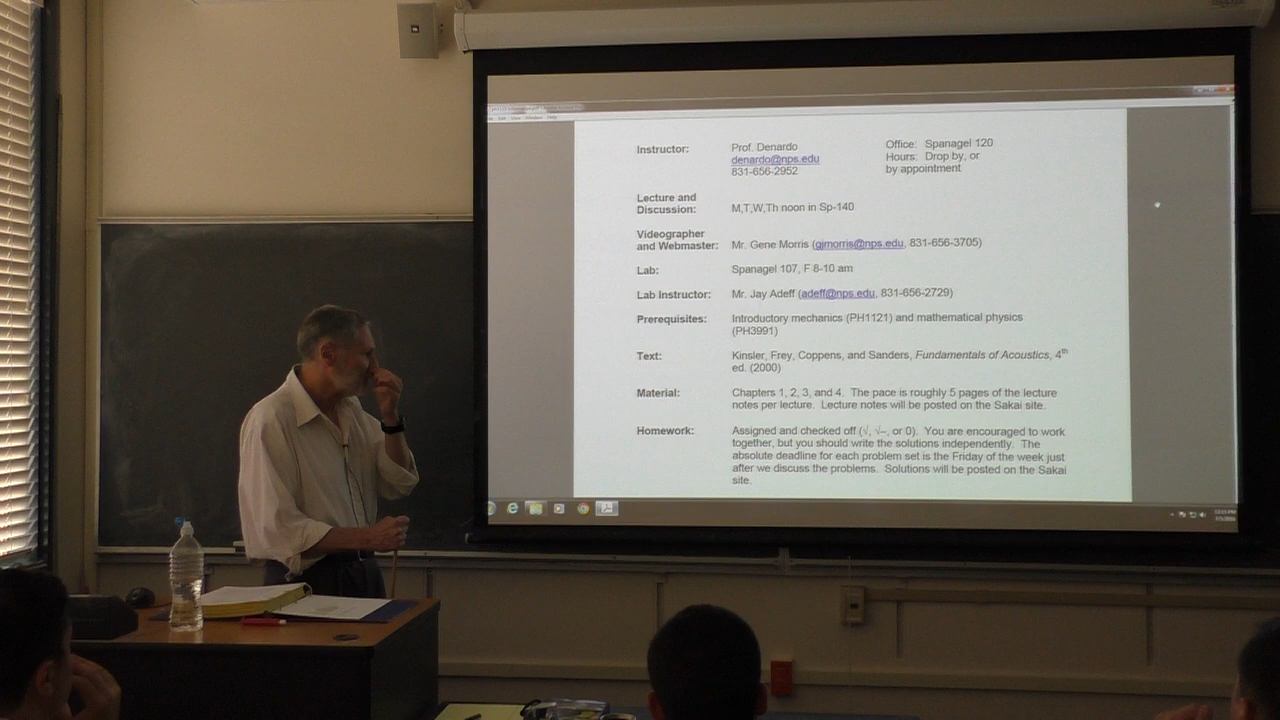 Instructor: Prof. Denardo Office: Spanagel 120
denardo@nps.edu Hours: Drop by, or
831-656-2952 by appointment
Lecture and
Discussion: M,T,W,Th noon in Sp-140
Videographer
and Webmaster: Mr. Gene Morris (gjmorris@nps.edu, 831-656-3705)
Lab: Spanagel 107, F 8-10 am
Lab Instructor: Mr. Jay Adeff (adeff@nps.edu, 831-656-2729)
Prerequisites: Introductory mechanics (PH1121) and mathematical physics
(PH3991)
Text: Kinsler, Frey, Coppens, and Sanders, Fundamentals of Acoustics, 4th
ed. (2000)
Material: Chapters 1, 2, 3, and 4. The pace is roughly 5 pages of the lecture
notes per lecture. Lecture notes will be posted on the Sakai site.
Homework: Assigned and checked off (√, √–, or 0). You are encouraged to work
together, but you should write the solutions independently. The
absolute deadline for each problem set is the Friday of the week just
after we discuss the problems. Solutions will be posted on the Sakai
site.